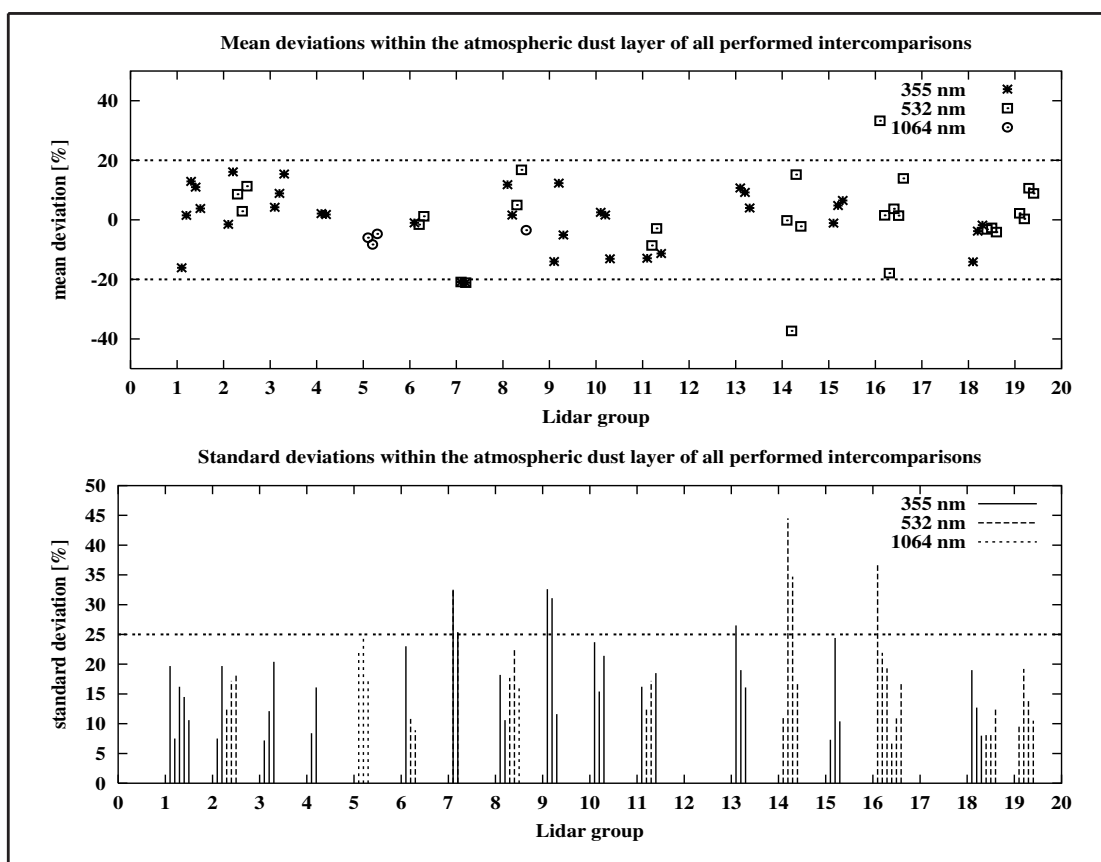 Mean deviations within the atmospheric dust layer of all performed intercomparisons
mean deviation [%]
40
20
0
-20
-40
355 nm
532 nm
1064 nm
0 1 2 3 4 5 6 7 8 9 10 11 12 13 14 15 16 17 18 19 20
Lidar group
Standard deviations within the atmospheric dust layer of all performed intercomparisons
standard deviation [%]
50
45
40
35
30
25
20
15
10
5
0
355 nm
532 nm
1064 nm
0 1 2 3 4 5 6 7 8 9 10 11 12 13 14 15 16 17 18 19 20
Lidar group